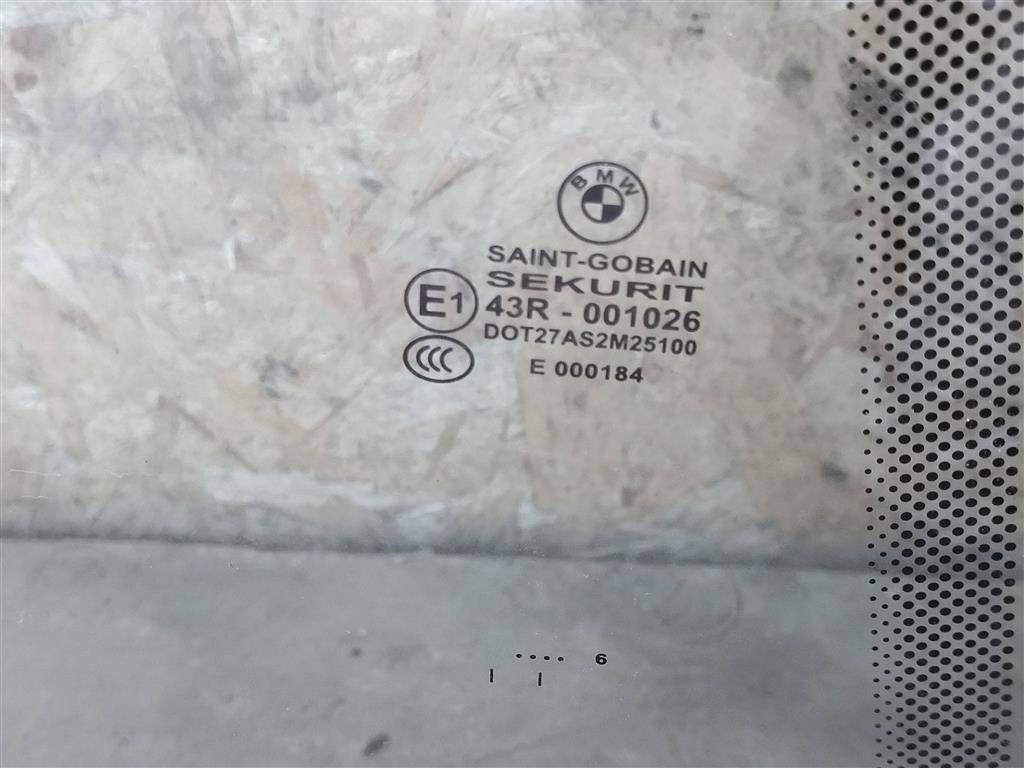 BMW
SAINT-GOBAIN
SEKURIT
E1 43R - 001026
DOT27AS2M25100
CCC
E 000184
.... 6